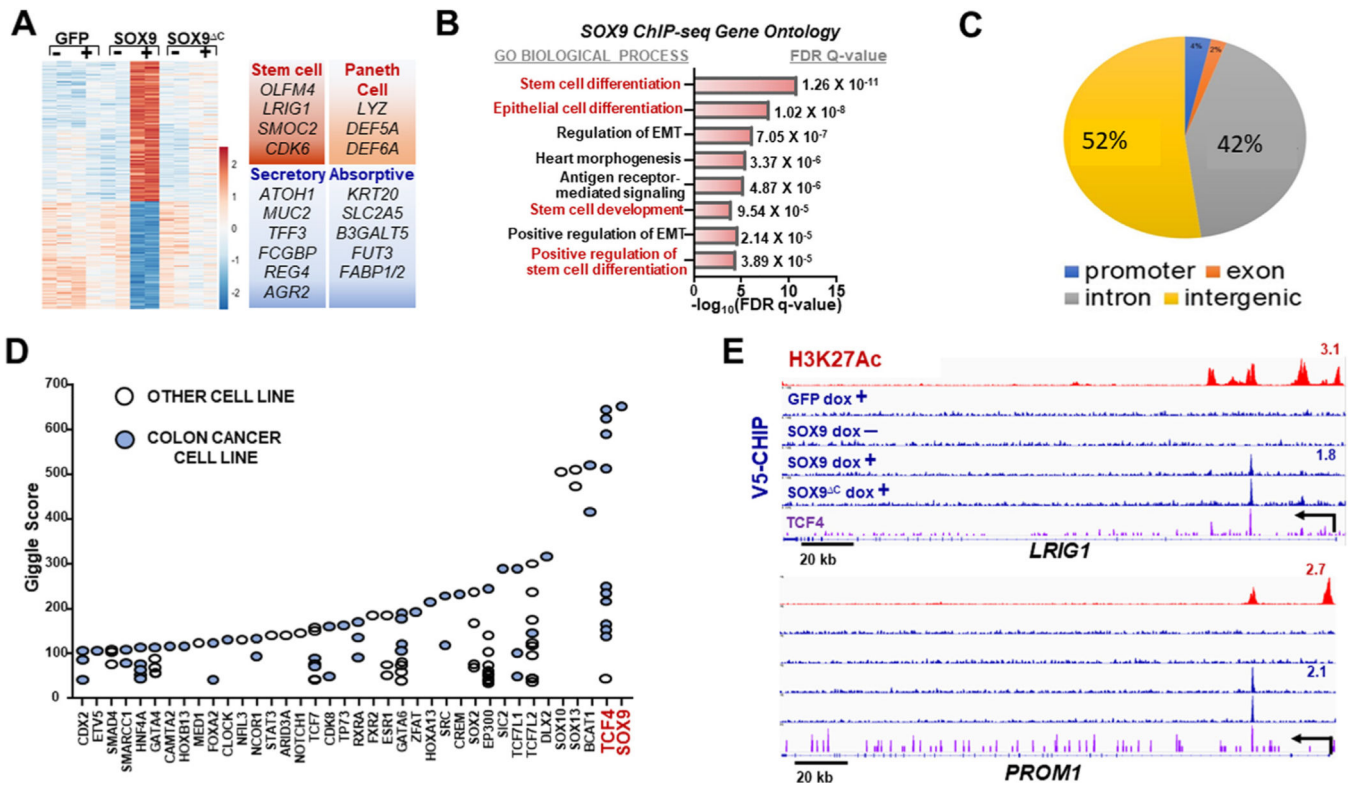 A
GFP SOX9 SOX9ΔC
– + – + – +
2
1
0
-1
-2
Stem cell
OLFM4
LRIG1
SMOC2
CDK6
Paneth
Cell
LYZ
DEF5A
DEF6A
Secretory
ATOH1
MUC2
TFF3
FCGBP
REG4
AGR2
Absorptive
KRT20
SLC2A5
B3GALT5
FUT3
FABP1/2
B
SOX9 ChIP-seq Gene Ontology
GO BIOLOGICAL PROCESS FDR Q-value
Stem cell differentiation 1.26 X 10-11
Epithelial cell differentiation 1.02 X 10-8
Regulation of EMT 7.05 X 10-7
Heart morphogenesis 3.37 X 10-6
Antigen receptor-
mediated signaling 4.87 X 10-6
Stem cell development 9.54 X 10-5
Positive regulation of EMT 2.14 X 10-5
Positive regulation of
stem cell differentiation 3.89 X 10-5
0 5 10 15
-log10(FDR q-value)
C
4% 2%
52% 42%
promoter exon
intron intergenic
D
OTHER CELL LINE
COLON CANCER
CELL LINE
Giggle Score
700
600
500
400
300
200
100
0
CDX2
ETV5
SMAD4
SMARCC1
HNF4A
GATA4
CAMTA2
HOXB13
MED1
FOXA2
CLOCK
NFIL3
NCOR1
STAT3
ARID3A
NOTCH1
TCF7
CDK8
TP73
RXRA
FXR2
ESR1
GATA6
ZFAT
HOXA13
SRC
CREM
SOX2
EP300
SIC2
TCF7L1
TCF7L2
DLX2
SOX10
SOX13
BCAT1
TCF4
SOX9
E
V5-CHIP
H3K27Ac 3.1
GFP dox +
SOX9 dox –
SOX9 dox + 1.8
SOX9ΔC dox +
TCF4
20 kb LRIG1
2.7
2.1
20 kb PROM1